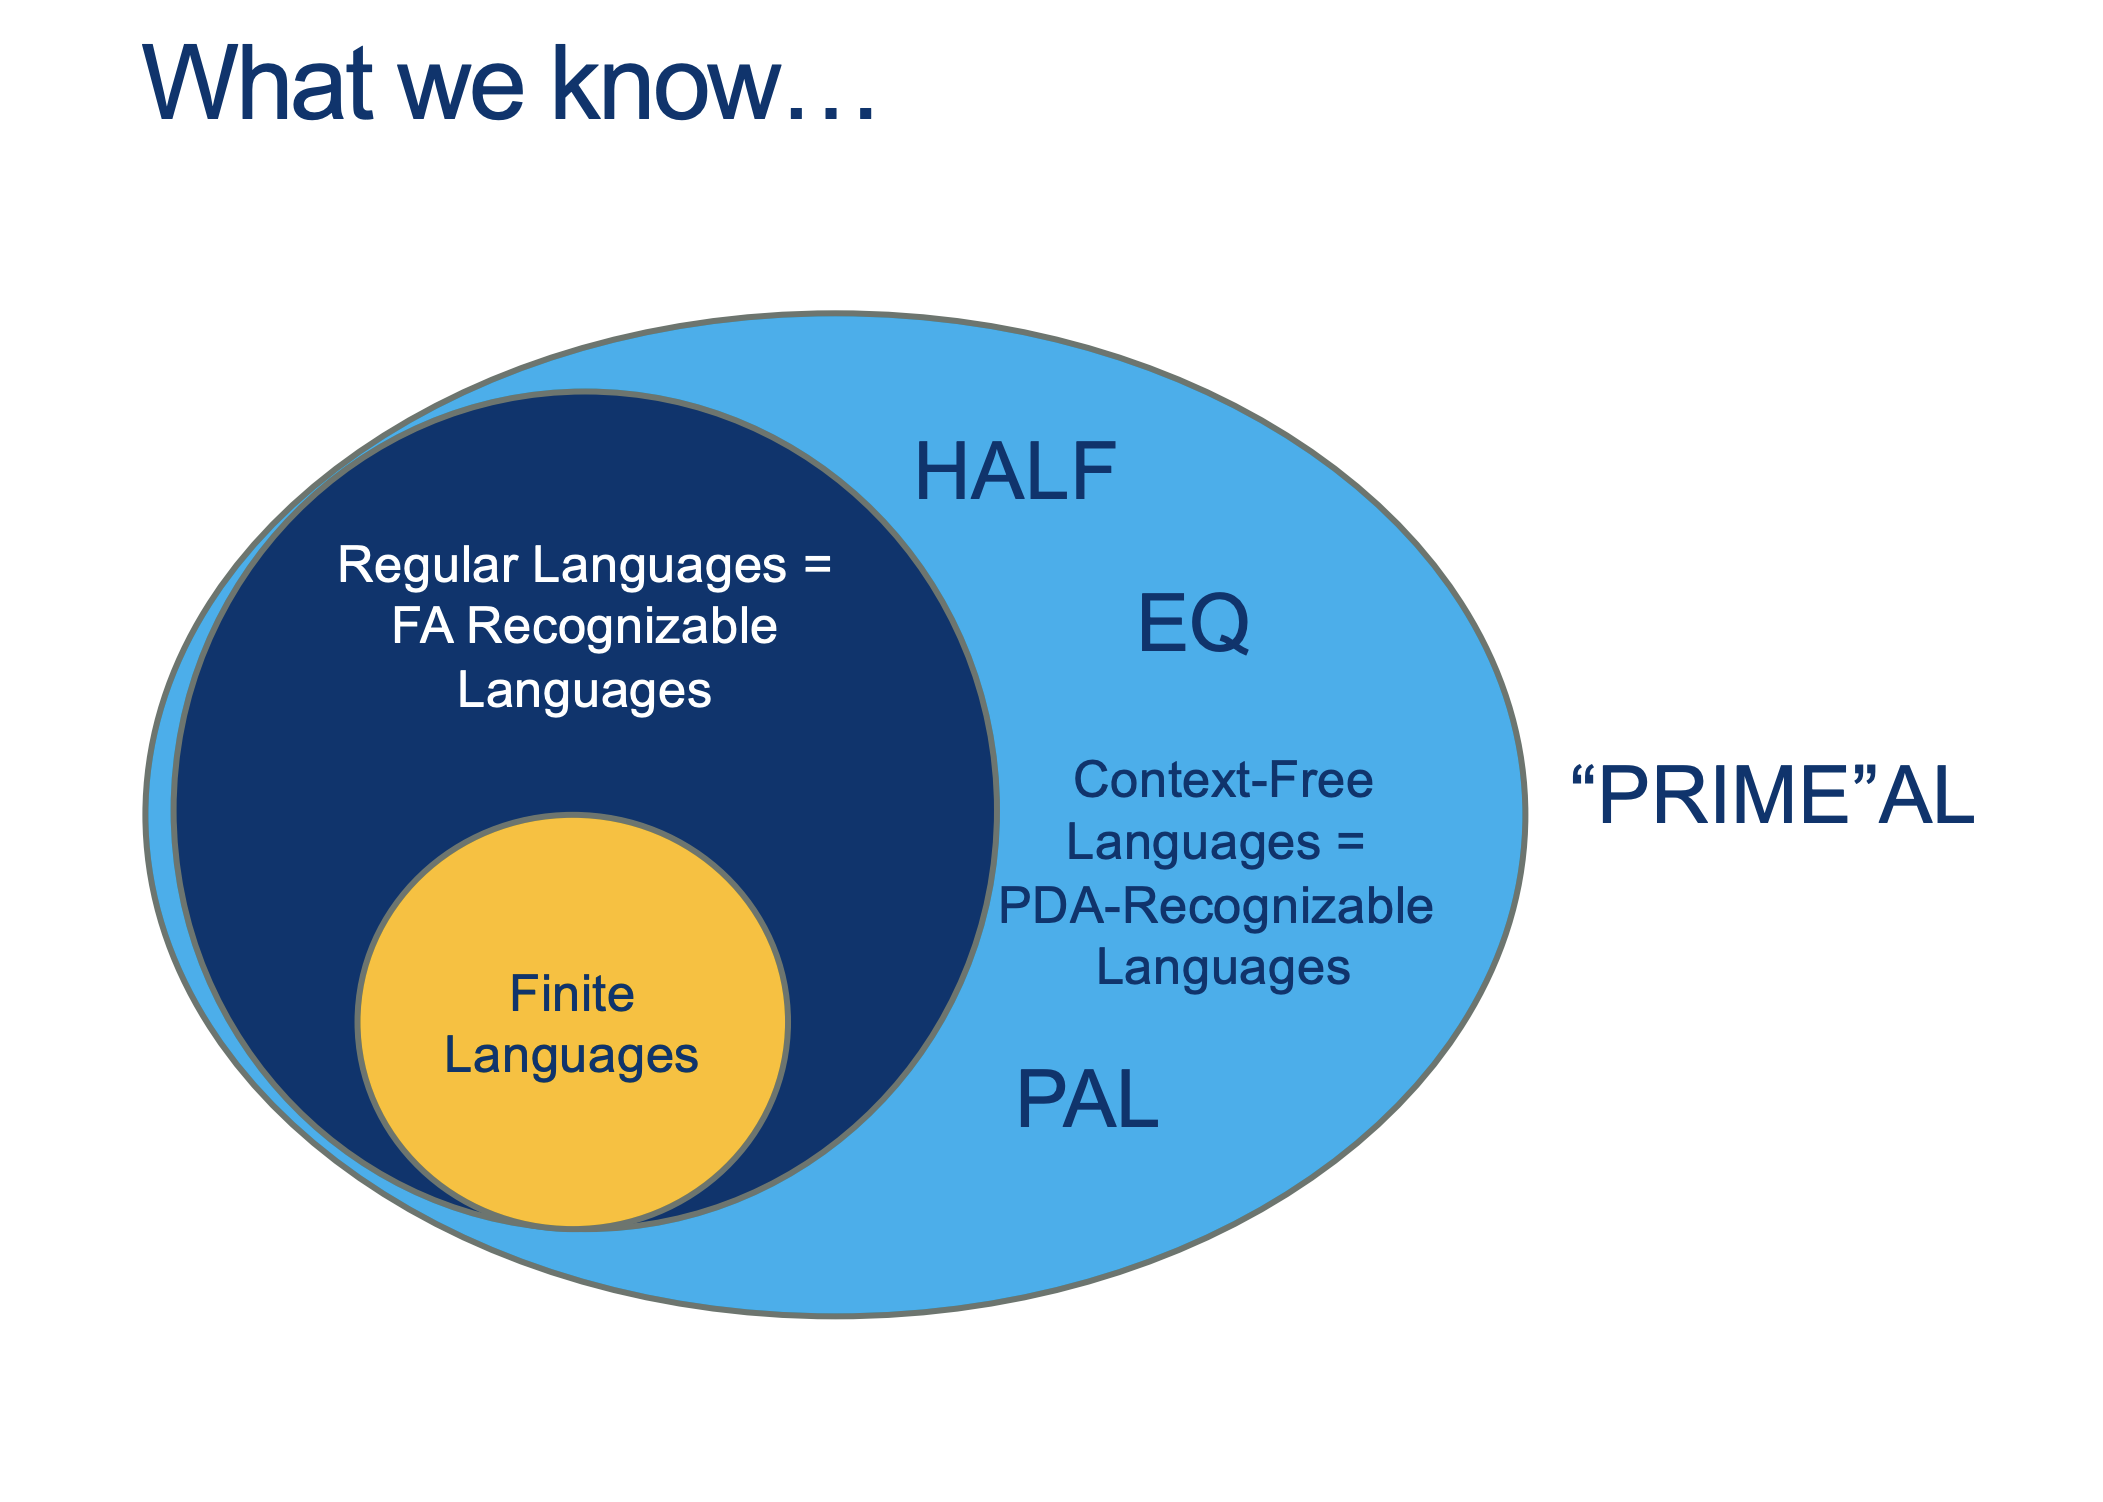 What we know…
HALF
Regular Languages =
FA Recognizable
Languages
EQ
Context-Free
Languages =
PDA-Recognizable
Languages
“PRIME”AL
Finite
Languages
PAL